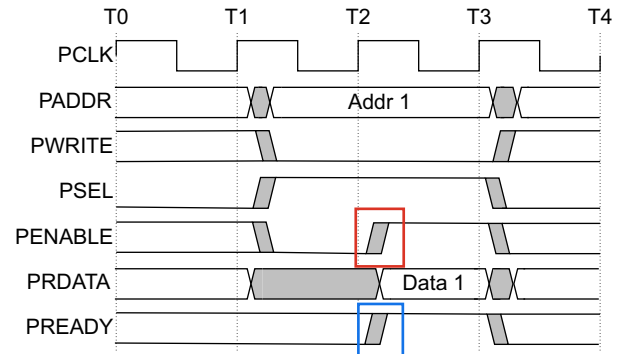 T0 T1 T2 T3 T4
PCLK
PADDR Addr 1
PWRITE
PSEL
PENABLE
PRDATA Data 1
PREADY